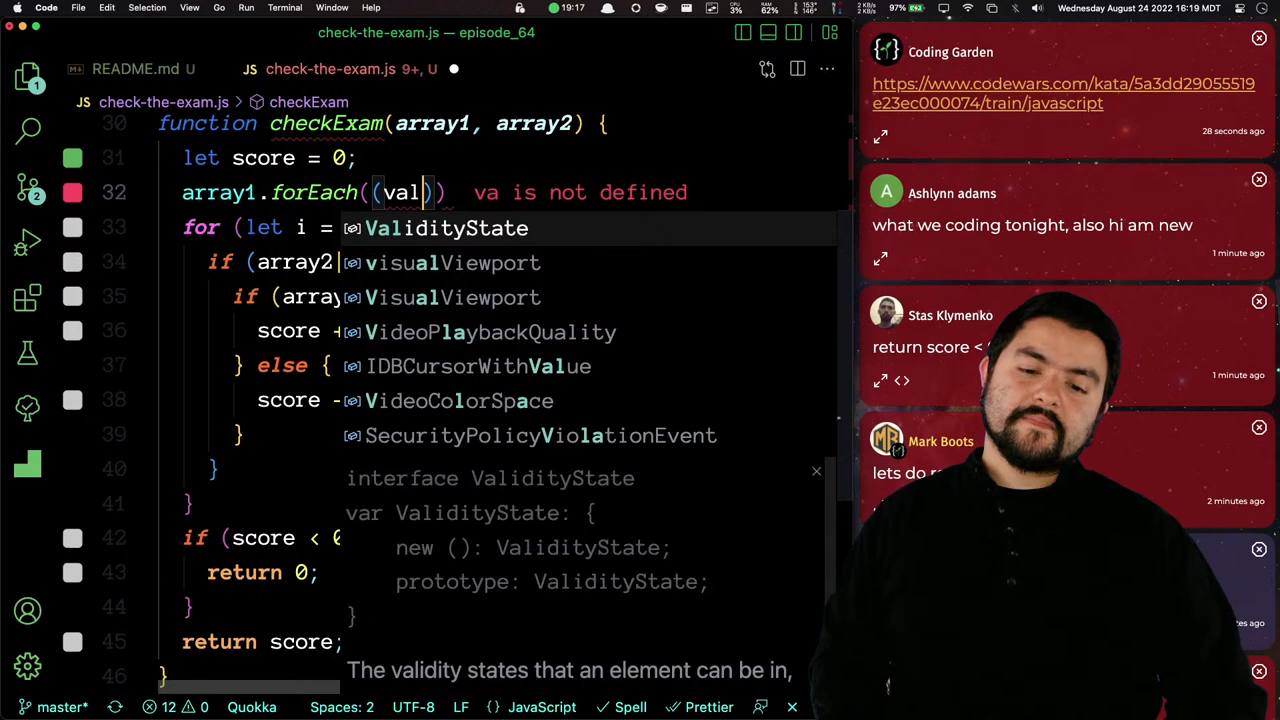 Code File Edit Selection View Go Run Terminal Window Help
19:17
97%
Wednesday August 24 2022 16:19 MDT
check-the-exam.js — episode_64
README.md U
JS check-the-exam.js 9+, U
JS check-the-exam.js > checkExam
30 function checkExam(array1, array2) {
31 let score = 0;
32 array1.forEach((val)) va is not defined
33 for (let i =
34 if (array2
35 if (array
36 score +
37 } else {
38 score -
39 }
40 }
41 }
42 if (score < 0
43 return 0;
44 }
45 return score;
46 }
ValidityState
visualViewport
VisualViewport
VideoPlaybackQuality
IDBCursorWithValue
VideoColorSpace
SecurityPolicyViolationEvent
interface ValidityState
var ValidityState: {
new (): ValidityState;
prototype: ValidityState;
}
The validity states that an element can be in,
master* 12 0 Quokka Spaces: 2 UTF-8 LF {} JavaScript Spell Prettier
Coding Garden
https://www.codewars.com/kata/5a3dd29055519
e23ec000074/train/javascript
28 seconds ago
A Ashlynn adams
what we coding tonight, also hi am new
1 minute ago
Stas Klymenko
return score <
1 minute ago
MB Mark Boots
lets do
2 minutes ago